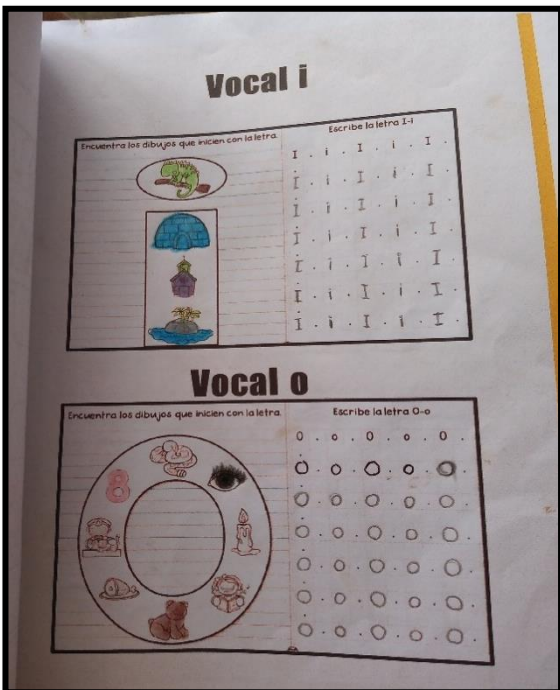 Vocal i
Encuentra los dibujos que inicien con la letra.
Escribe la letra I-i
I . i . I . i . I .
I . i . I . i . I .
I . i . I . i . I .
I . i . I . i . I .
I . i . I . i . I .
I . i . I . i . I .
I . i . I . i . I .
Vocal o
Encuentra los dibujos que inicien con la letra.
Escribe la letra O-o
8
O . o . O . o . O .
O . o . O . o . O .
O . o . O . o . O .
O . o . O . o . O .
O . o . O . o . O .
O . o . O . o . O .
O . o . O . o . O .